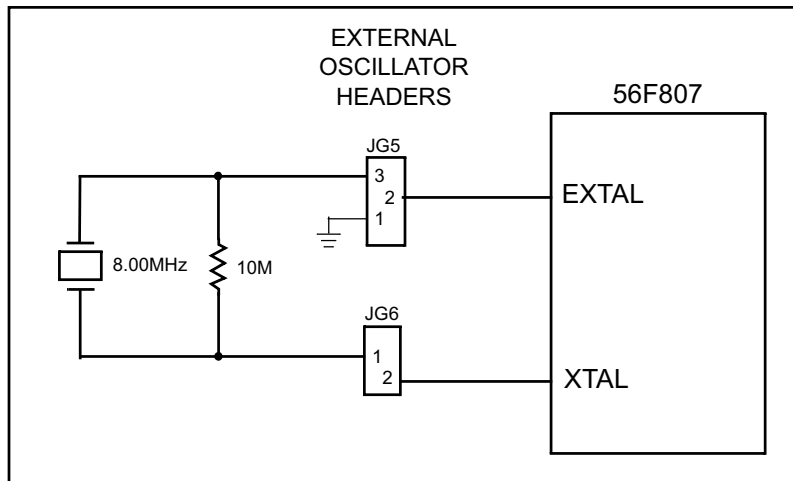 EXTERNAL
OSCILLATOR
HEADERS
56F807
JG5
3
2
1
EXTAL
8.00MHz
10M
JG6
1
2
XTAL